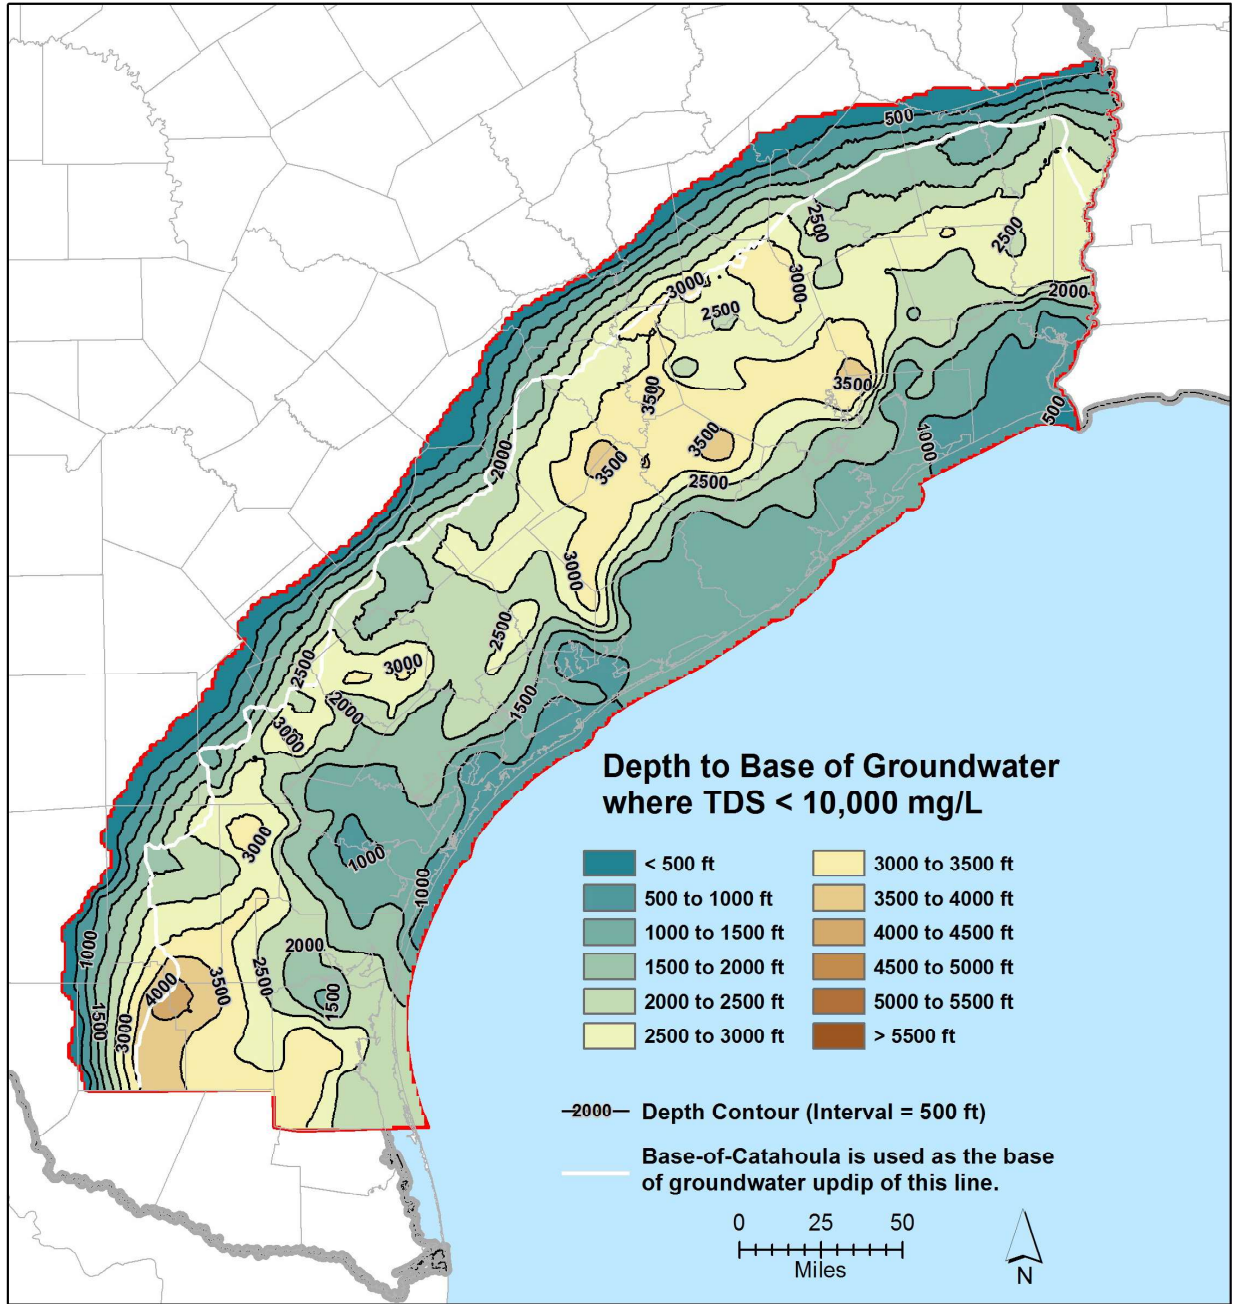 500
2500
2500
3000
3000
2500
2000
3500
3500
500
3500
1000
2000
3500
2500
3000
2500
2500
3000
2000
1500
3000
Depth to Base of Groundwater
where TDS < 10,000 mg/L
3000
1000
1000
< 500 ft
500 to 1000 ft
1000 to 1500 ft
1500 to 2000 ft
2000 to 2500 ft
2500 to 3000 ft
3000 to 3500 ft
3500 to 4000 ft
4000 to 4500 ft
4500 to 5000 ft
5000 to 5500 ft
> 5500 ft
1000
2000
2500
3500
4000
1500
1500
3000
2000
Depth Contour (Interval = 500 ft)
Base-of-Catahoula is used as the base
of groundwater updip of this line.
0 25 50
Miles
N